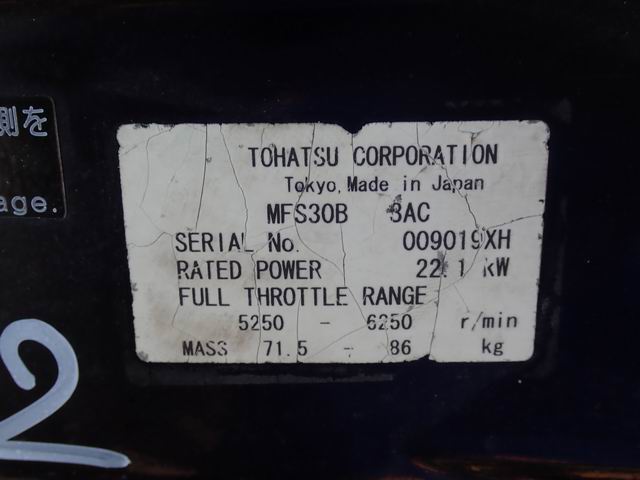 側を
age.
TOHATSU CORPORATION
Tokyo, Made in Japan
MFS30B 3AC
SERIAL No. 009019XH
RATED POWER 22.1 kW
FULL THROTTLE RANGE
5250 - 6250 r/min
MASS 71.5 - 86 kg
2